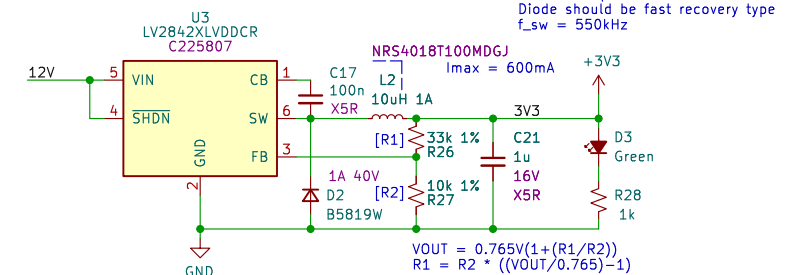 Diode should be fast recovery type
f_sw = 550kHz
U3
LV2842XLVDDCR
C225807
NRS4018T100MDGJ
Imax = 600mA
+3V3
12V
5
VIN
CB
1
C17
100n
X5R
L2
10uH 1A
3V3
4
SHDN
SW
6
[R1]
33k 1%
R26
C21
1u
16V
X5R
D3
Green
GND
FB
3
2
1A 40V
D2
B5819W
[R2]
10k 1%
R27
R28
1k
GND
VOUT = 0.765V(1+(R1/R2))
R1 = R2 * ((VOUT/0.765)-1)